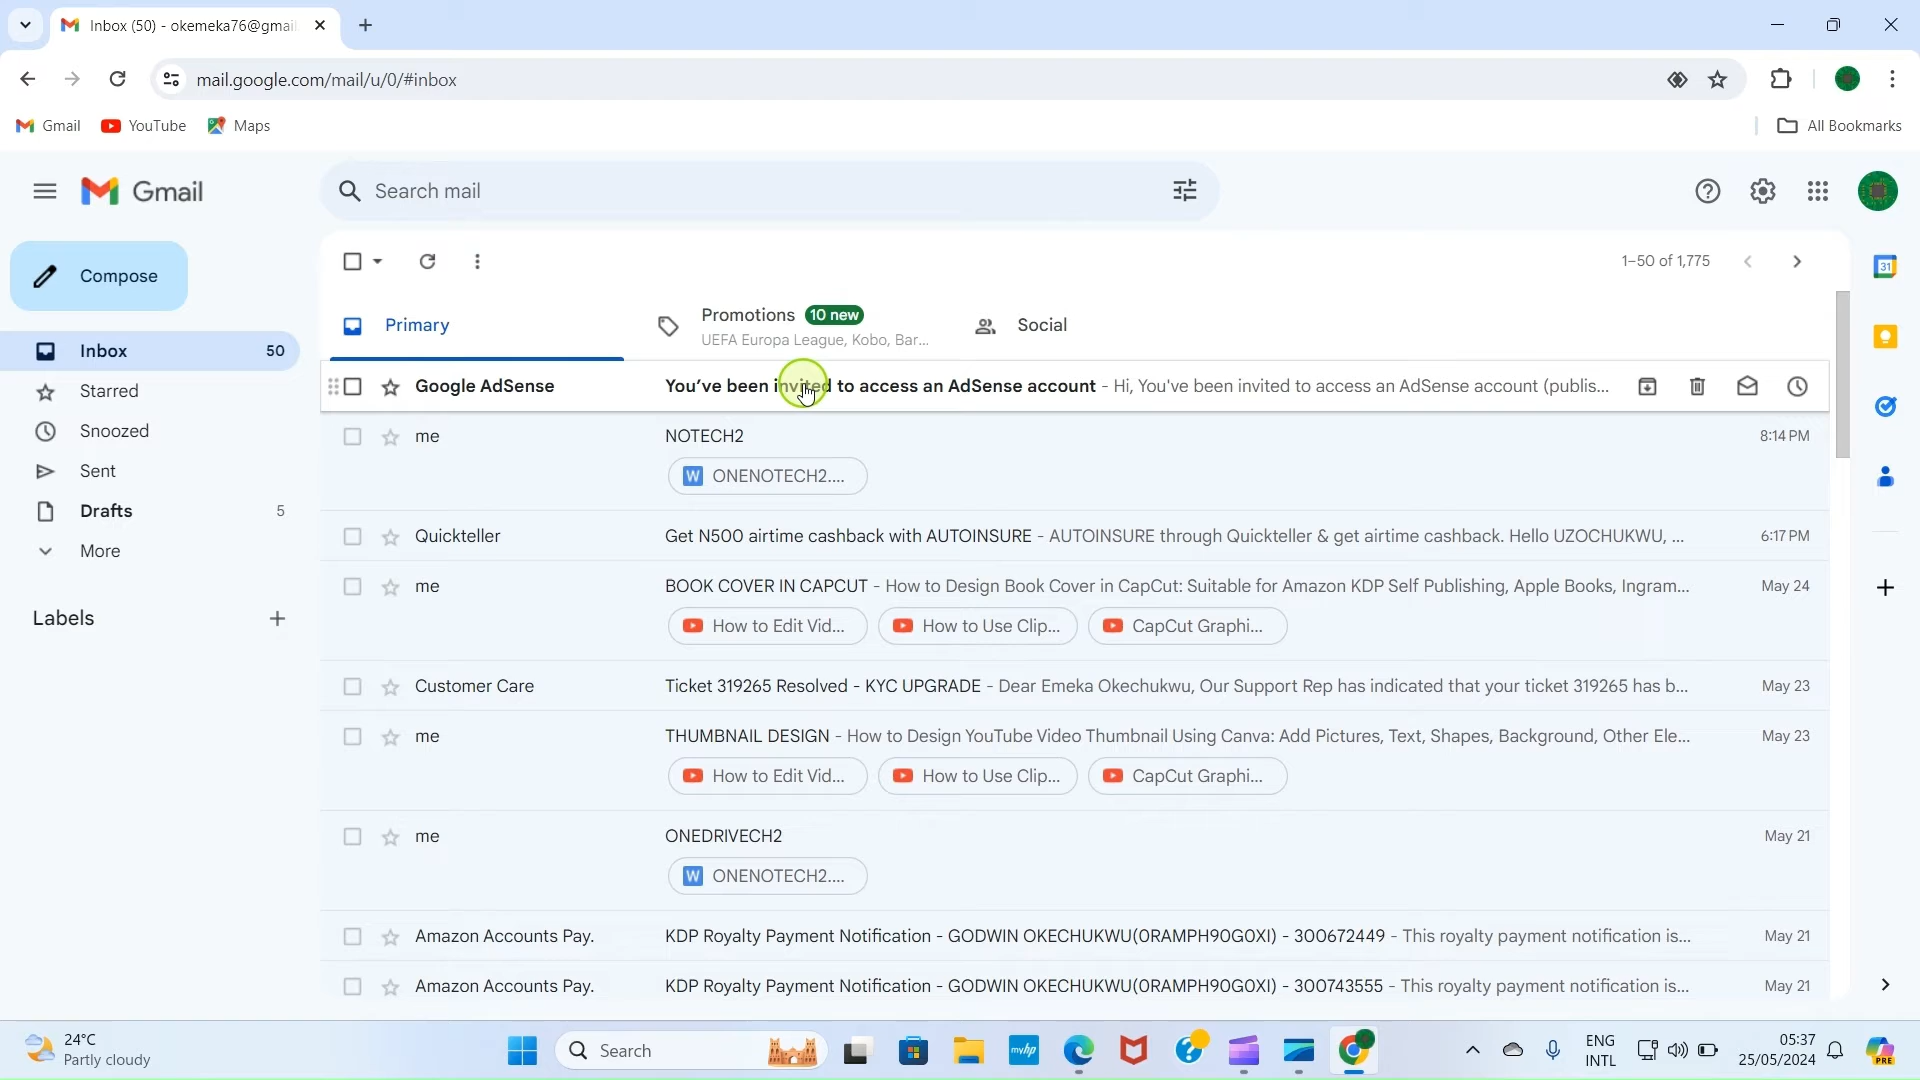 Inbox (50) - okemeka76@gmail
mail.google.com/mail/u/0/#inbox
Gmail YouTube Maps All Bookmarks
Gmail
Search mail
Compose
1–50 of 1,775
Inbox 50
Starred
Snoozed
Sent
Drafts 5
More
Labels
Primary
Promotions 10 new
UEFA Europa League, Kobo, Bar...
Social
Google AdSense You've been invited to access an AdSense account - Hi, You've been invited to access an AdSense account (publis...
me NOTECH2 8:14 PM
ONENOTECH2....
Quickteller Get N500 airtime cashback with AUTOINSURE - AUTOINSURE through Quickteller & get airtime cashback. Hello UZOCHUKWU, ... 6:17 PM
me BOOK COVER IN CAPCUT - How to Design Book Cover in CapCut: Suitable for Amazon KDP Self Publishing, Apple Books, Ingram... May 24
How to Edit Vid... How to Use Clip... CapCut Graphi...
Customer Care Ticket 319265 Resolved - KYC UPGRADE - Dear Emeka Okechukwu, Our Support Rep has indicated that your ticket 319265 has b... May 23
me THUMBNAIL DESIGN - How to Design YouTube Video Thumbnail Using Canva: Add Pictures, Text, Shapes, Background, Other Ele... May 23
How to Edit Vid... How to Use Clip... CapCut Graphi...
me ONEDRIVECH2 May 21
ONENOTECH2....
Amazon Accounts Pay. KDP Royalty Payment Notification - GODWIN OKECHUKWU(0RAMPH90G0XI) - 300672449 - This royalty payment notification is... May 21
Amazon Accounts Pay. KDP Royalty Payment Notification - GODWIN OKECHUKWU(0RAMPH90G0XI) - 300743555 - This royalty payment notification is... May 21
31
24°C
Partly cloudy
Search
myhp
ENG
INTL
05:37
25/05/2024
PRE